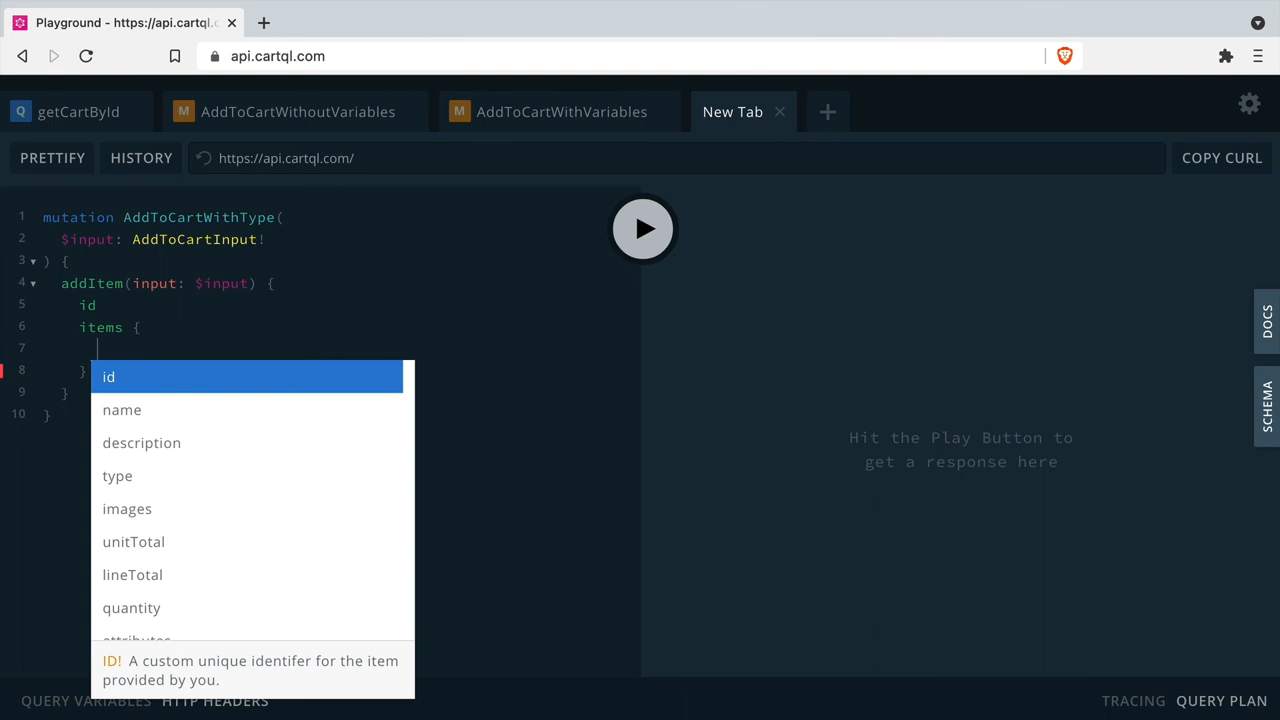 Playground - https://api.cartql.c
api.cartql.com
Q getCartById
M AddToCartWithoutVariables
M AddToCartWithVariables
New Tab
PRETTIFY
HISTORY
https://api.cartql.com/
COPY CURL
1 mutation AddToCartWithType(
2 $input: AddToCartInput!
3 ) {
4 addItem(input: $input) {
5 id
6 items {
7
8 }
9 }
10 }
id
name
description
type
images
unitTotal
lineTotal
quantity
attributes
ID! A custom unique identifer for the item
provided by you.
Hit the Play Button to
get a response here
DOCS
SCHEMA
QUERY VARIABLES
HTTP HEADERS
TRACING
QUERY PLAN